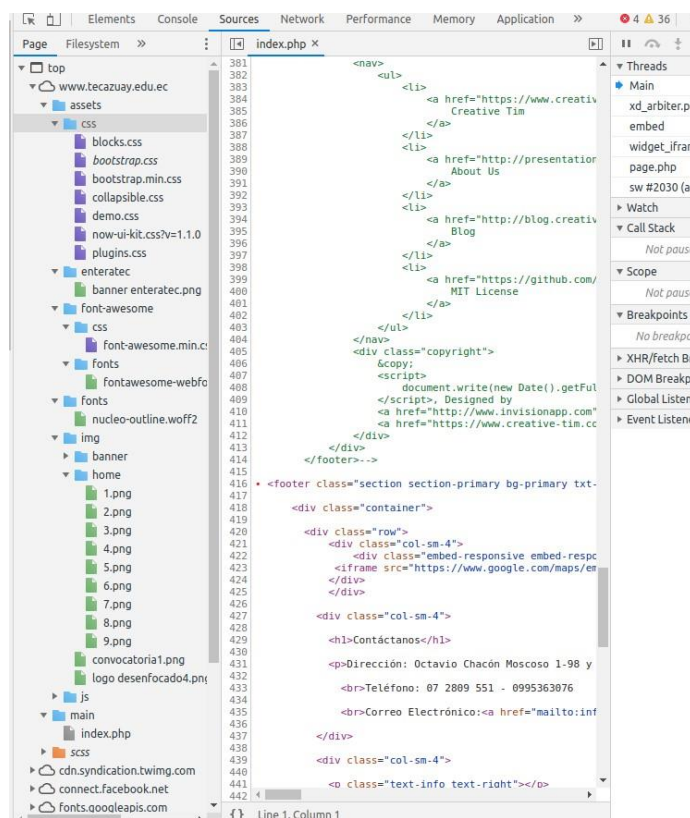 Elements Console Sources Network Performance Memory Application » 4 36
Page Filesystem »
index.php ×
top
www.tecazuay.edu.ec
assets
css
blocks.css
bootstrap.css
bootstrap.min.css
collapsible.css
demo.css
now-ui-kit.css?v=1.1.0
plugins.css
enteratec
banner enteratec.png
font-awesome
css
font-awesome.min.cs
fonts
fontawesome-webfo
fonts
nucleo-outline.woff2
img
banner
home
1.png
2.png
3.png
4.png
5.png
6.png
7.png
8.png
9.png
convocatoria1.png
logo desenfocado4.png
js
main
index.php
scss
cdn.syndication.twimg.com
connect.facebook.net
fonts.googleapis.com
381 <nav>
382 <ul>
383 <li>
384 <a href="https://www.creativ
385 Creative Tim
386 </a>
387 </li>
388 <li>
389 <a href="http://presentation
390 About Us
391 </a>
392 </li>
393 <li>
394 <a href="http://blog.creativ
395 Blog
396 </a>
397 </li>
398 <li>
399 <a href="https://github.com/
400 MIT License
401 </a>
402 </li>
403 </ul>
404 </nav>
405 <div class="copyright">
406 &copy;
407 <script>
408 document.write(new Date().getFul
409 </script>, Designed by
410 <a href="http://www.invisionapp.com"
411 <a href="https://www.creative-tim.co
412 </div>
413 </div>
414 </footer>-->
415
416 <footer class="section section-primary bg-primary txt-
417
418 <div class="container">
419
420 <div class="row">
421 <div class="col-sm-4">
422 <div class="embed-responsive embed-respo
423 <iframe src="https://www.google.com/maps/em
424 </div>
425 </div>
426
427 <div class="col-sm-4">
428
429 <h1>Contáctanos</h1>
430
431 <p>Dirección: Octavio Chacón Moscoso 1-98 y
432
433 <br>Teléfono: 07 2809 551 - 0995363076
434
435 <br>Correo Electrónico:<a href="mailto:inf
436
437 </div>
438
439 <div class="col-sm-4">
440
441 <p class="text-info text-right"></p>
442
{} Line 1, Column 1
Threads
Main
xd_arbiter.p
embed
widget_ifran
page.php
sw #2030 (a
Watch
Call Stack
Not paus
Scope
Not paus
Breakpoints
No breakpo
XHR/fetch B
DOM Breakp
Global Listen
Event Listene